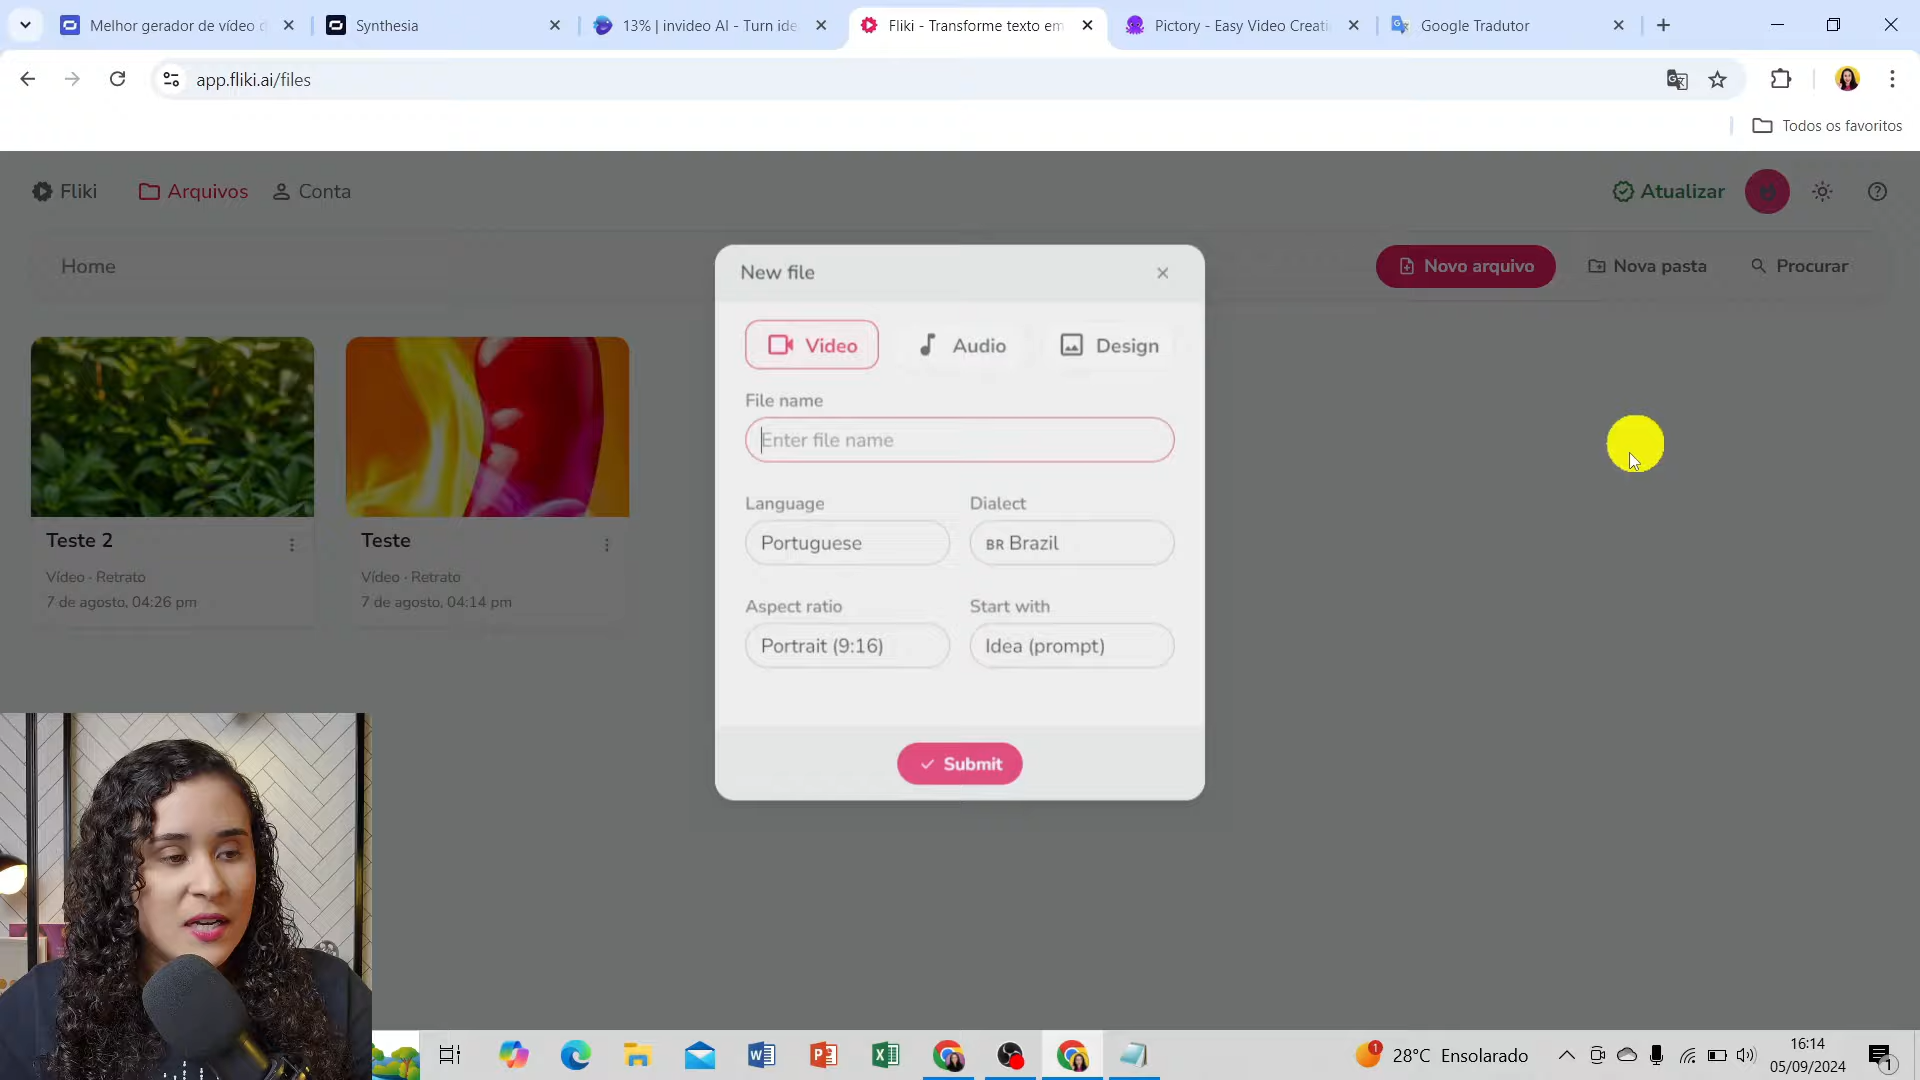 Melhor gerador de vídeo d
Synthesia
13% | invideo AI - Turn ide
Fliki - Transforme texto em
Pictory - Easy Video Creati
Google Tradutor
app.fliki.ai/files
Todos os favoritos
Fliki
Arquivos
Conta
Atualizar
Home
Novo arquivo
Nova pasta
Procurar
New file
Video
Audio
Design
File name
Enter file name
Language
Dialect
Portuguese
BR Brazil
Aspect ratio
Start with
Portrait (9:16)
Idea (prompt)
Submit
Teste 2
Vídeo · Retrato
7 de agosto, 04:26 pm
Teste
Vídeo · Retrato
7 de agosto, 04:14 pm
1
28°C Ensolarado
16:14
05/09/2024
1